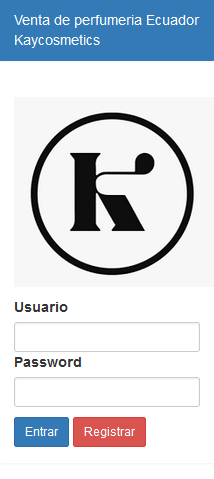 Venta de perfumeria Ecuador
Kaycosmetics
K
Usuario
Password
Entrar Registrar